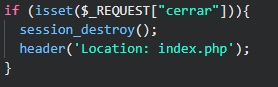 if (isset($_REQUEST["cerrar"])){
  session_destroy();
  header('Location: index.php');
}